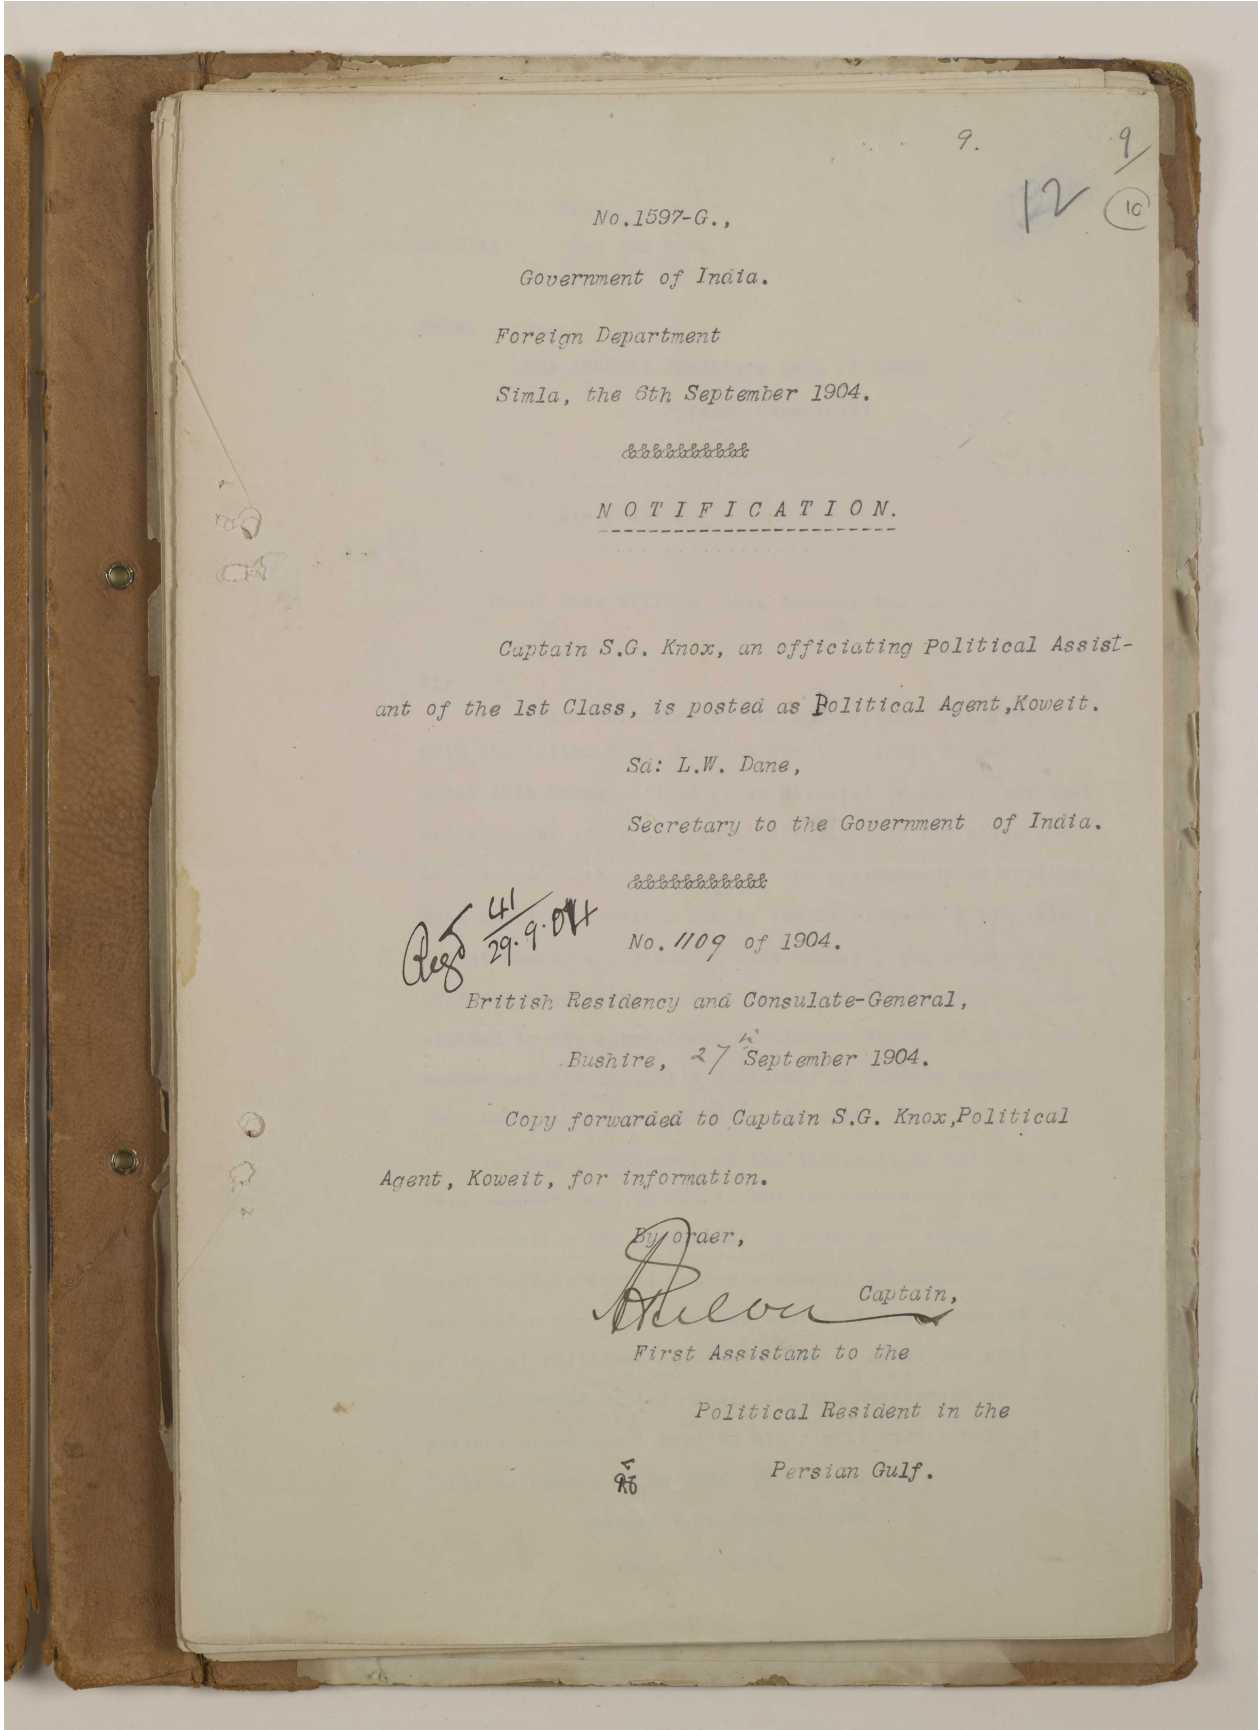 9.
9
12
10
No.1597-G.,
Government of India.
Foreign Department
Simla, the 6th September 1904.
&&&&&&&&&&
NOTIFICATION.
Captain S.G. Knox, an officiating Political Assist-
ant of the 1st Class, is posted as Political Agent,Koweit.
Sd: L.W. Dane,
Secretary to the Government of India.
&&&&&&&&&&&
Regd 41
29.9.04
No. 1109 of 1904.
British Residency and Consulate-General,
Bushire, 27th September 1904.
Copy forwarded to Captain S.G. Knox,Political
Agent, Koweit, for information.
By order,
Captain,
First Assistant to the
Political Resident in the
Persian Gulf.